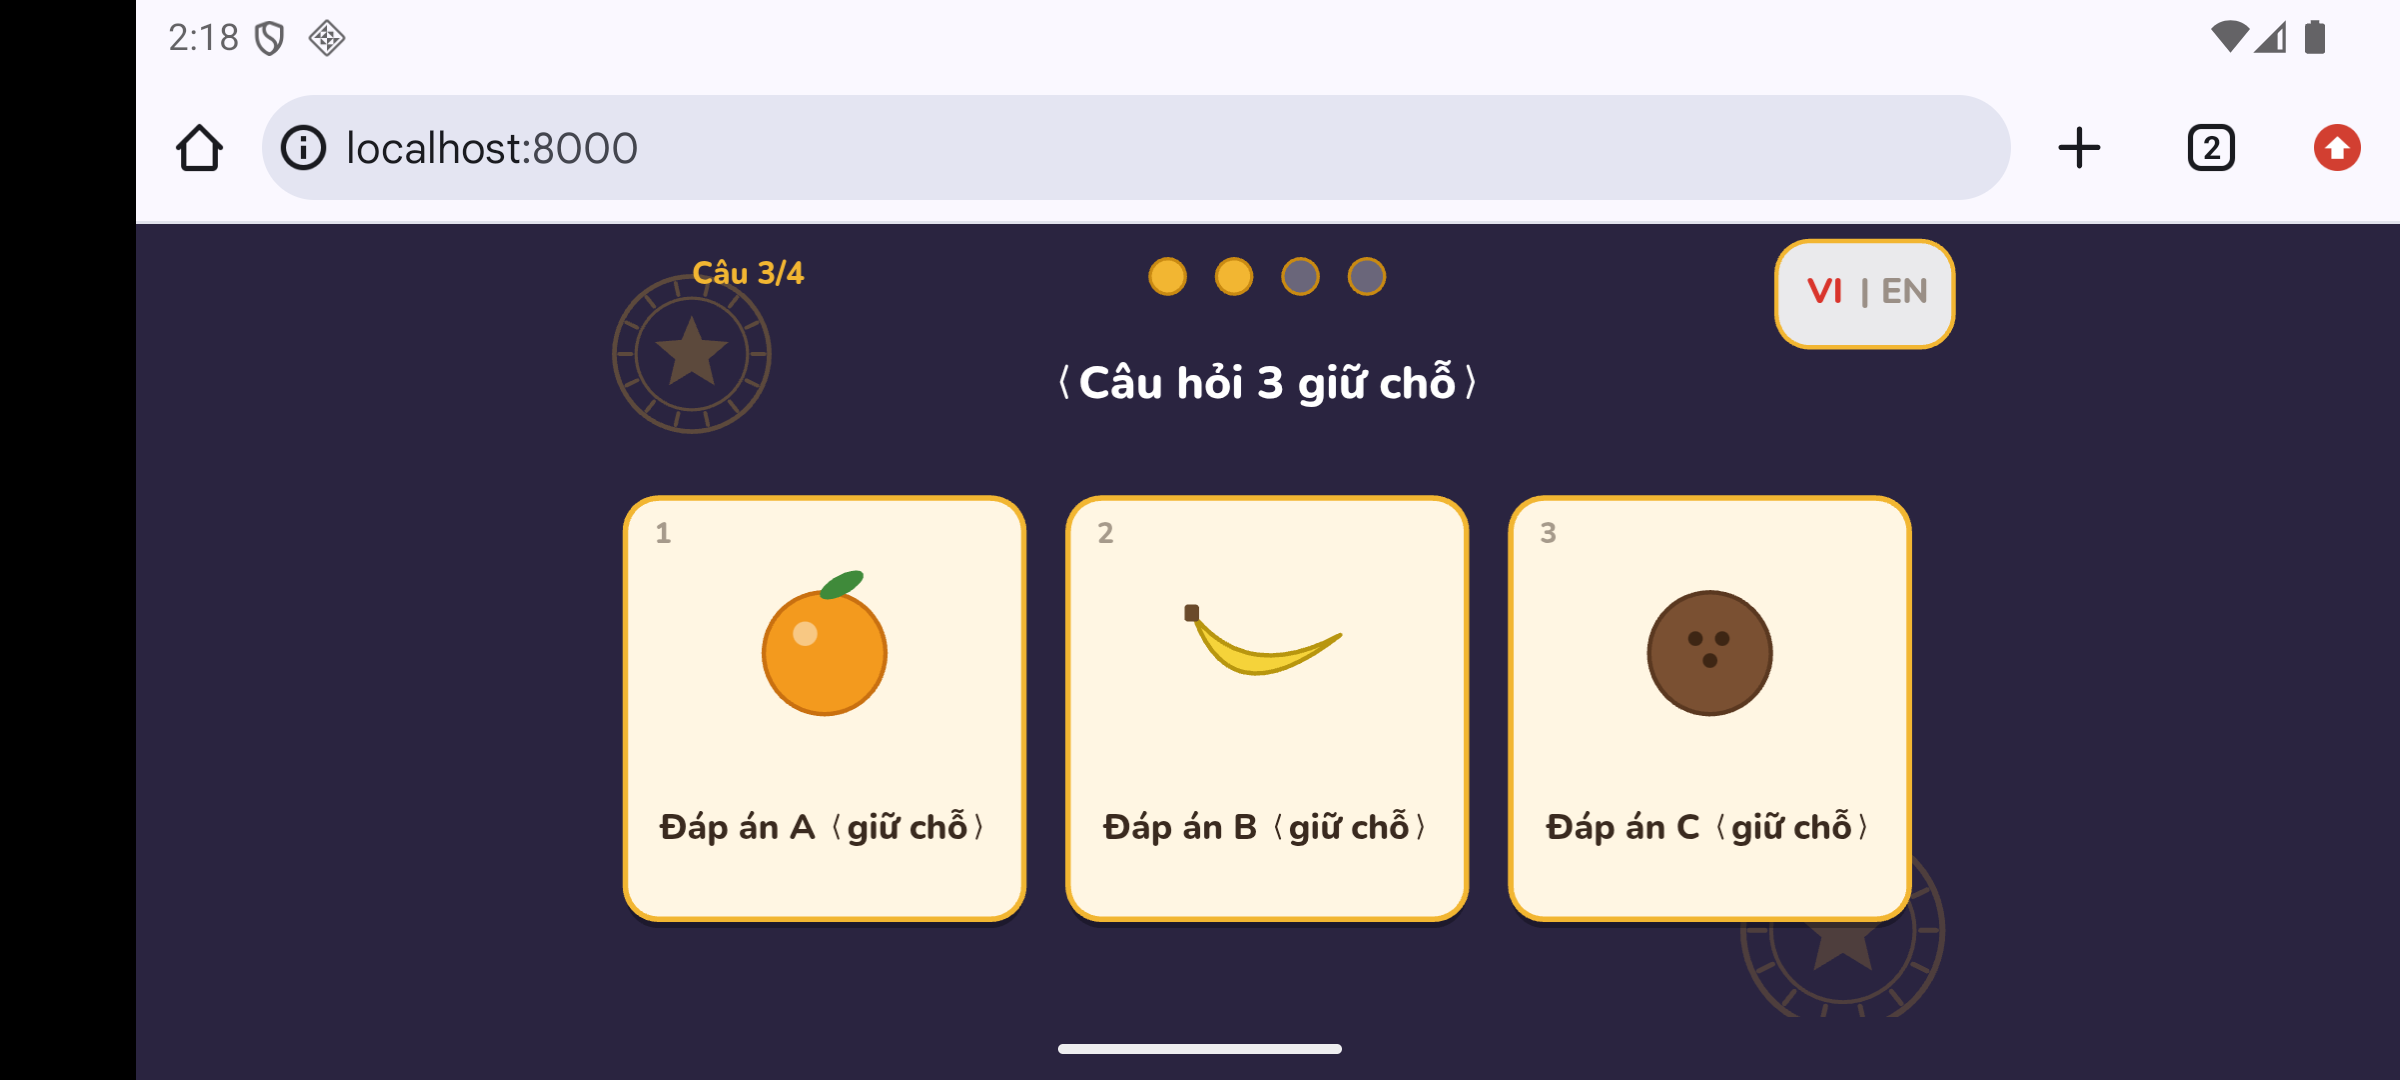 2:18
localhost:8000
2
Câu 3/4
VI | EN
⟨Câu hỏi 3 giữ chỗ⟩
1
2
3
Đáp án A ⟨giữ chỗ⟩
Đáp án B ⟨giữ chỗ⟩
Đáp án C ⟨giữ chỗ⟩